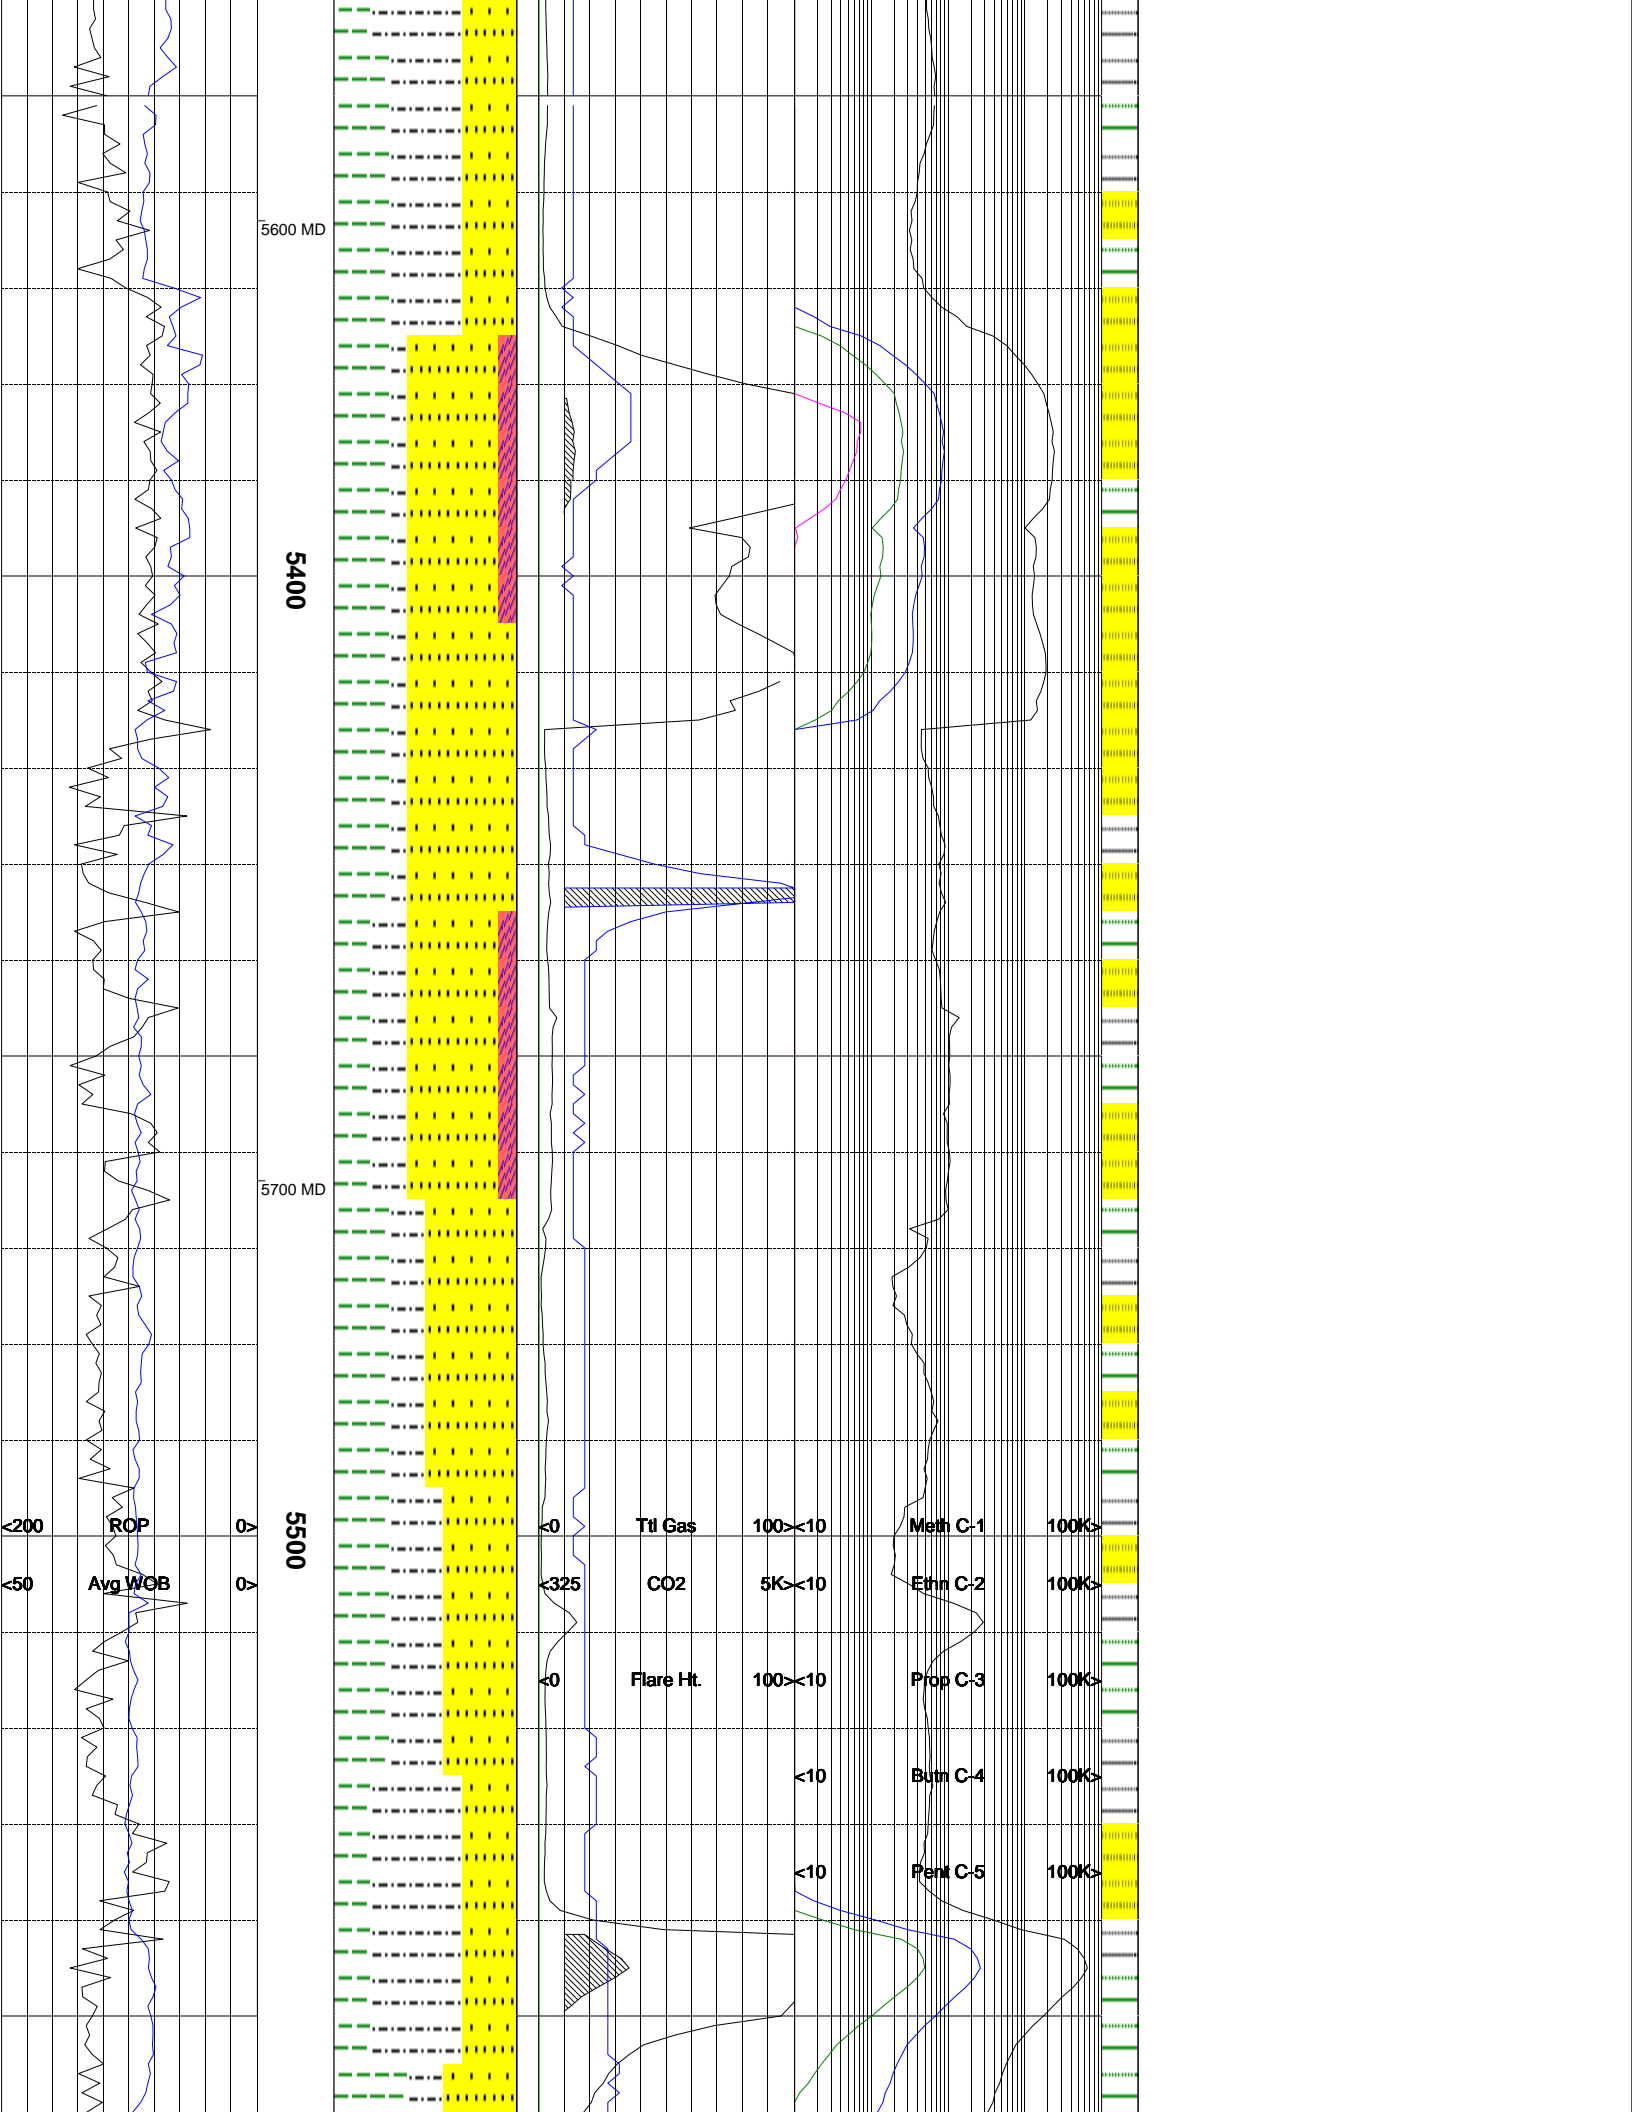 5600 MD
5400
5700 MD
5500
<200 ROP 0> <0 Ttl Gas 100> <10 Meth C-1 100K>
<50 Avg WOB 0> <325 CO2 5K> <10 Ethn C-2 100K>
<0 Flare Ht. 100> <10 Prop C-3 100K>
<10 Butn C-4 100K>
<10 Pent C-5 100K>